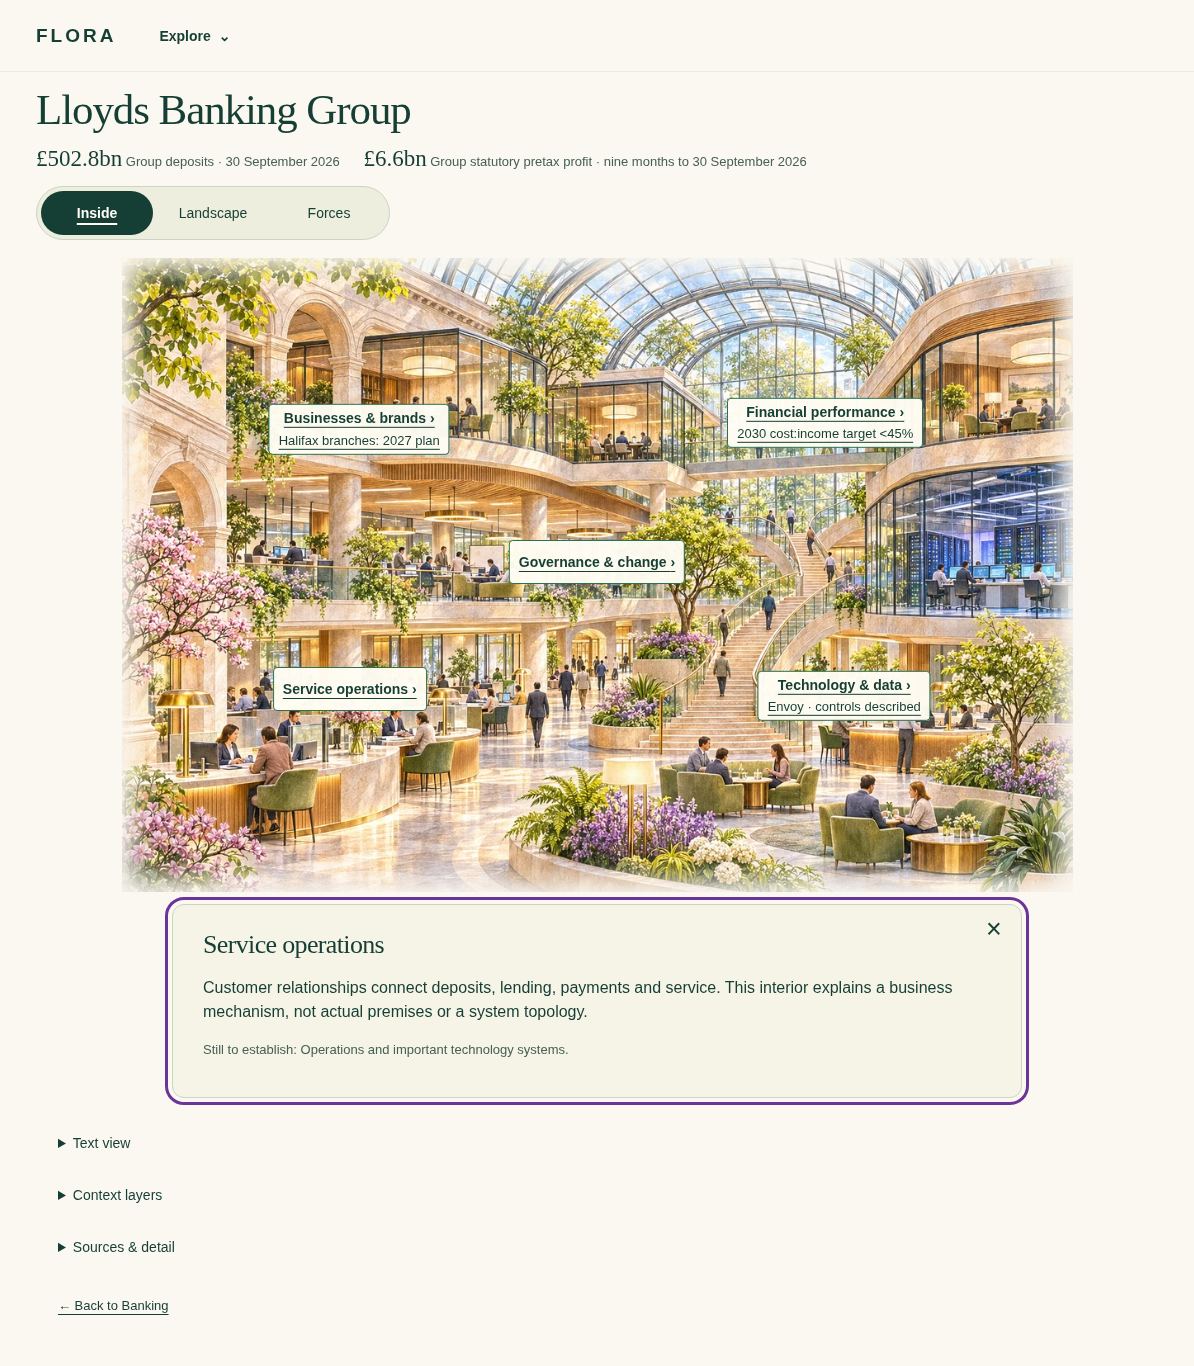 FLORA
Explore
Lloyds Banking Group
£502.8bn Group deposits · 30 September 2026 £6.6bn Group statutory pretax profit · nine months to 30 September 2026
Inside Landscape Forces
Businesses & brands ›
Halifax branches: 2027 plan
Financial performance ›
2030 cost:income target <45%
Governance & change ›
Service operations ›
Technology & data ›
Envoy · controls described
Service operations
Customer relationships connect deposits, lending, payments and service. This interior explains a business
mechanism, not actual premises or a system topology.
Still to establish: Operations and important technology systems.
Text view
Context layers
Sources & detail
← Back to Banking